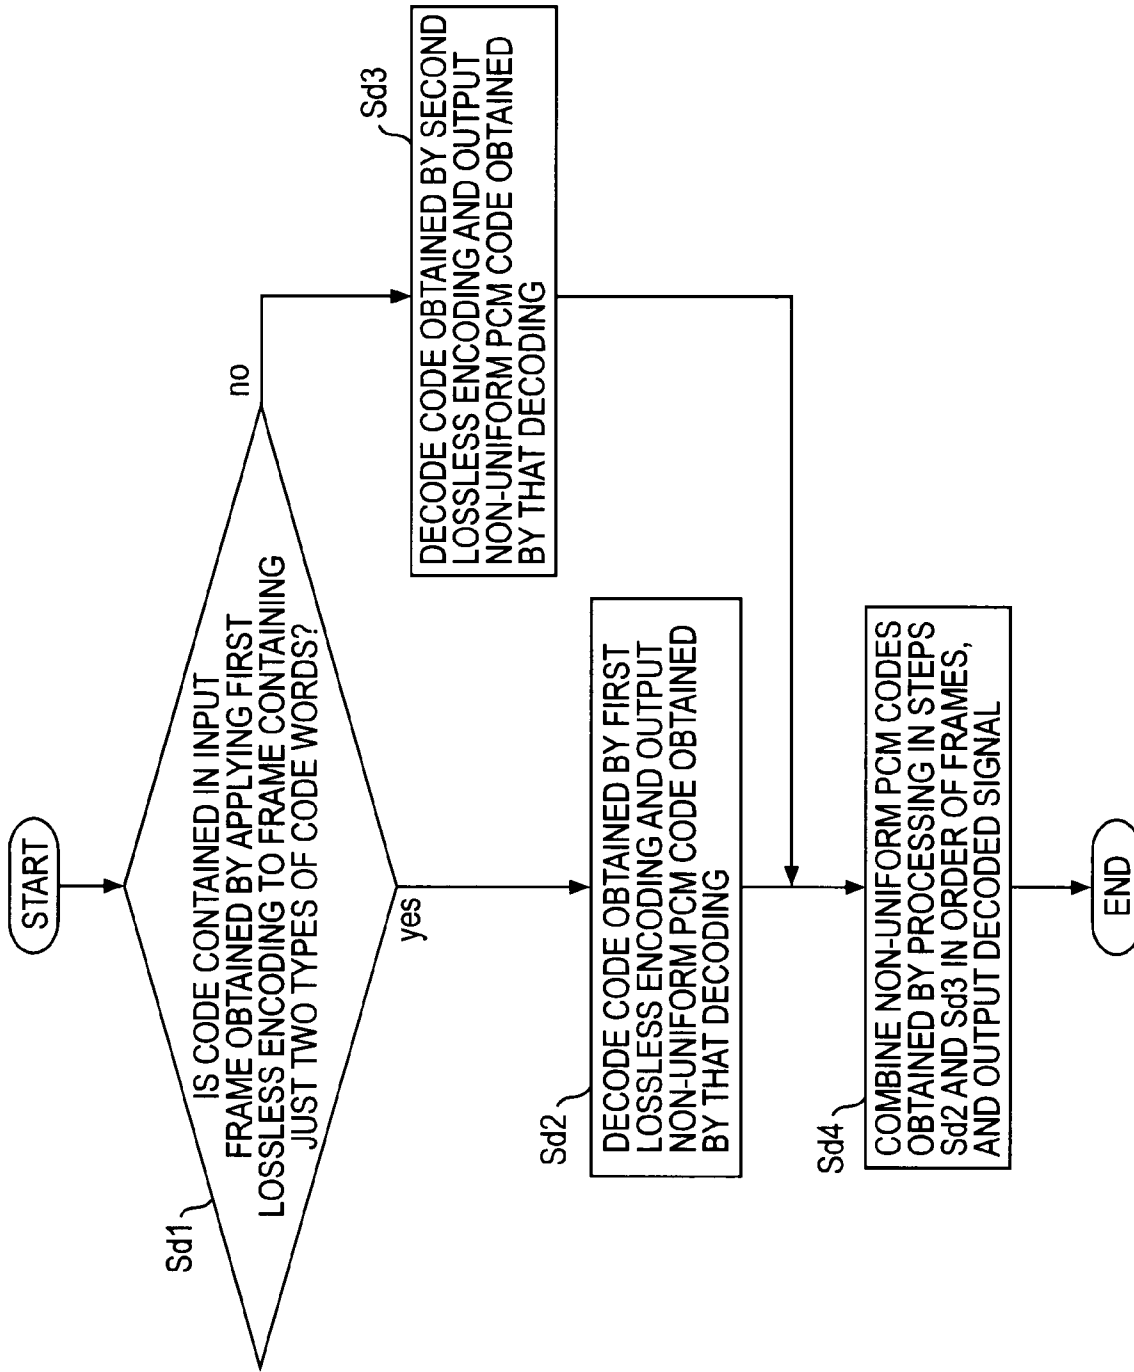 START
Sd1
IS CODE CONTAINED IN INPUT
FRAME OBTAINED BY APPLYING FIRST
LOSSLESS ENCODING TO FRAME CONTAINING
JUST TWO TYPES OF CODE WORDS?
no
yes
Sd3
DECODE CODE OBTAINED BY SECOND
LOSSLESS ENCODING AND OUTPUT
NON-UNIFORM PCM CODE OBTAINED
BY THAT DECODING
Sd2
DECODE CODE OBTAINED BY FIRST
LOSSLESS ENCODING AND OUTPUT
NON-UNIFORM PCM CODE OBTAINED
BY THAT DECODING
Sd4
COMBINE NON-UNIFORM PCM CODES
OBTAINED BY PROCESSING IN STEPS
Sd2 AND Sd3 IN ORDER OF FRAMES,
AND OUTPUT DECODED SIGNAL
END